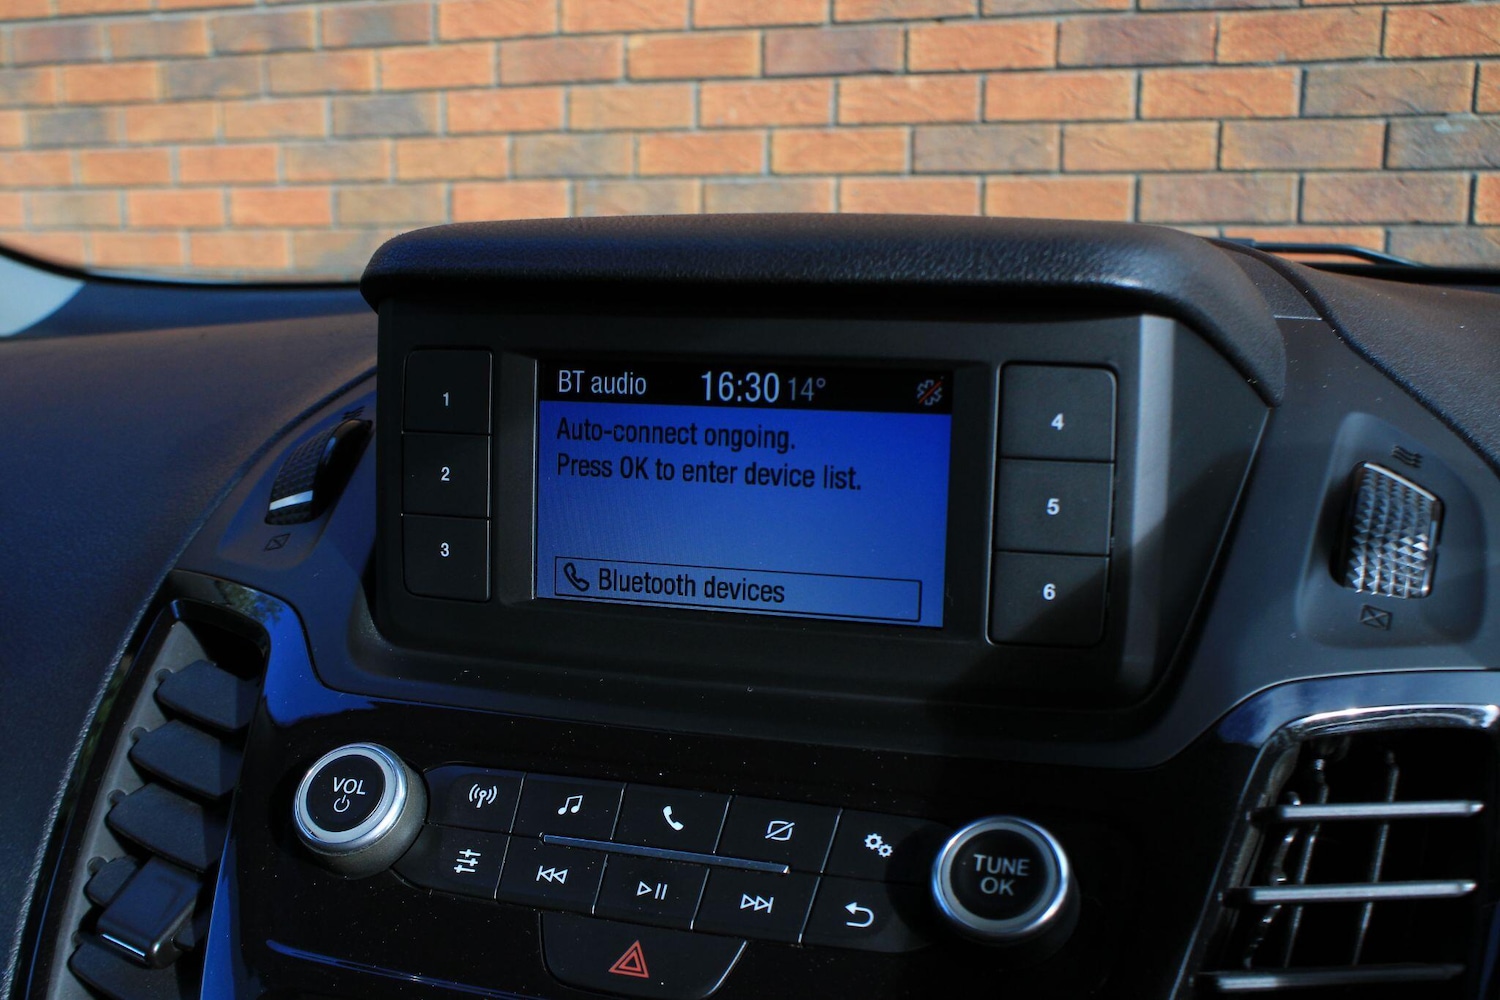 BT audio 16:30 14°
Auto-connect ongoing.
Press OK to enter device list.
Bluetooth devices
1
2
3
4
5
6
VOL
TUNE
OK